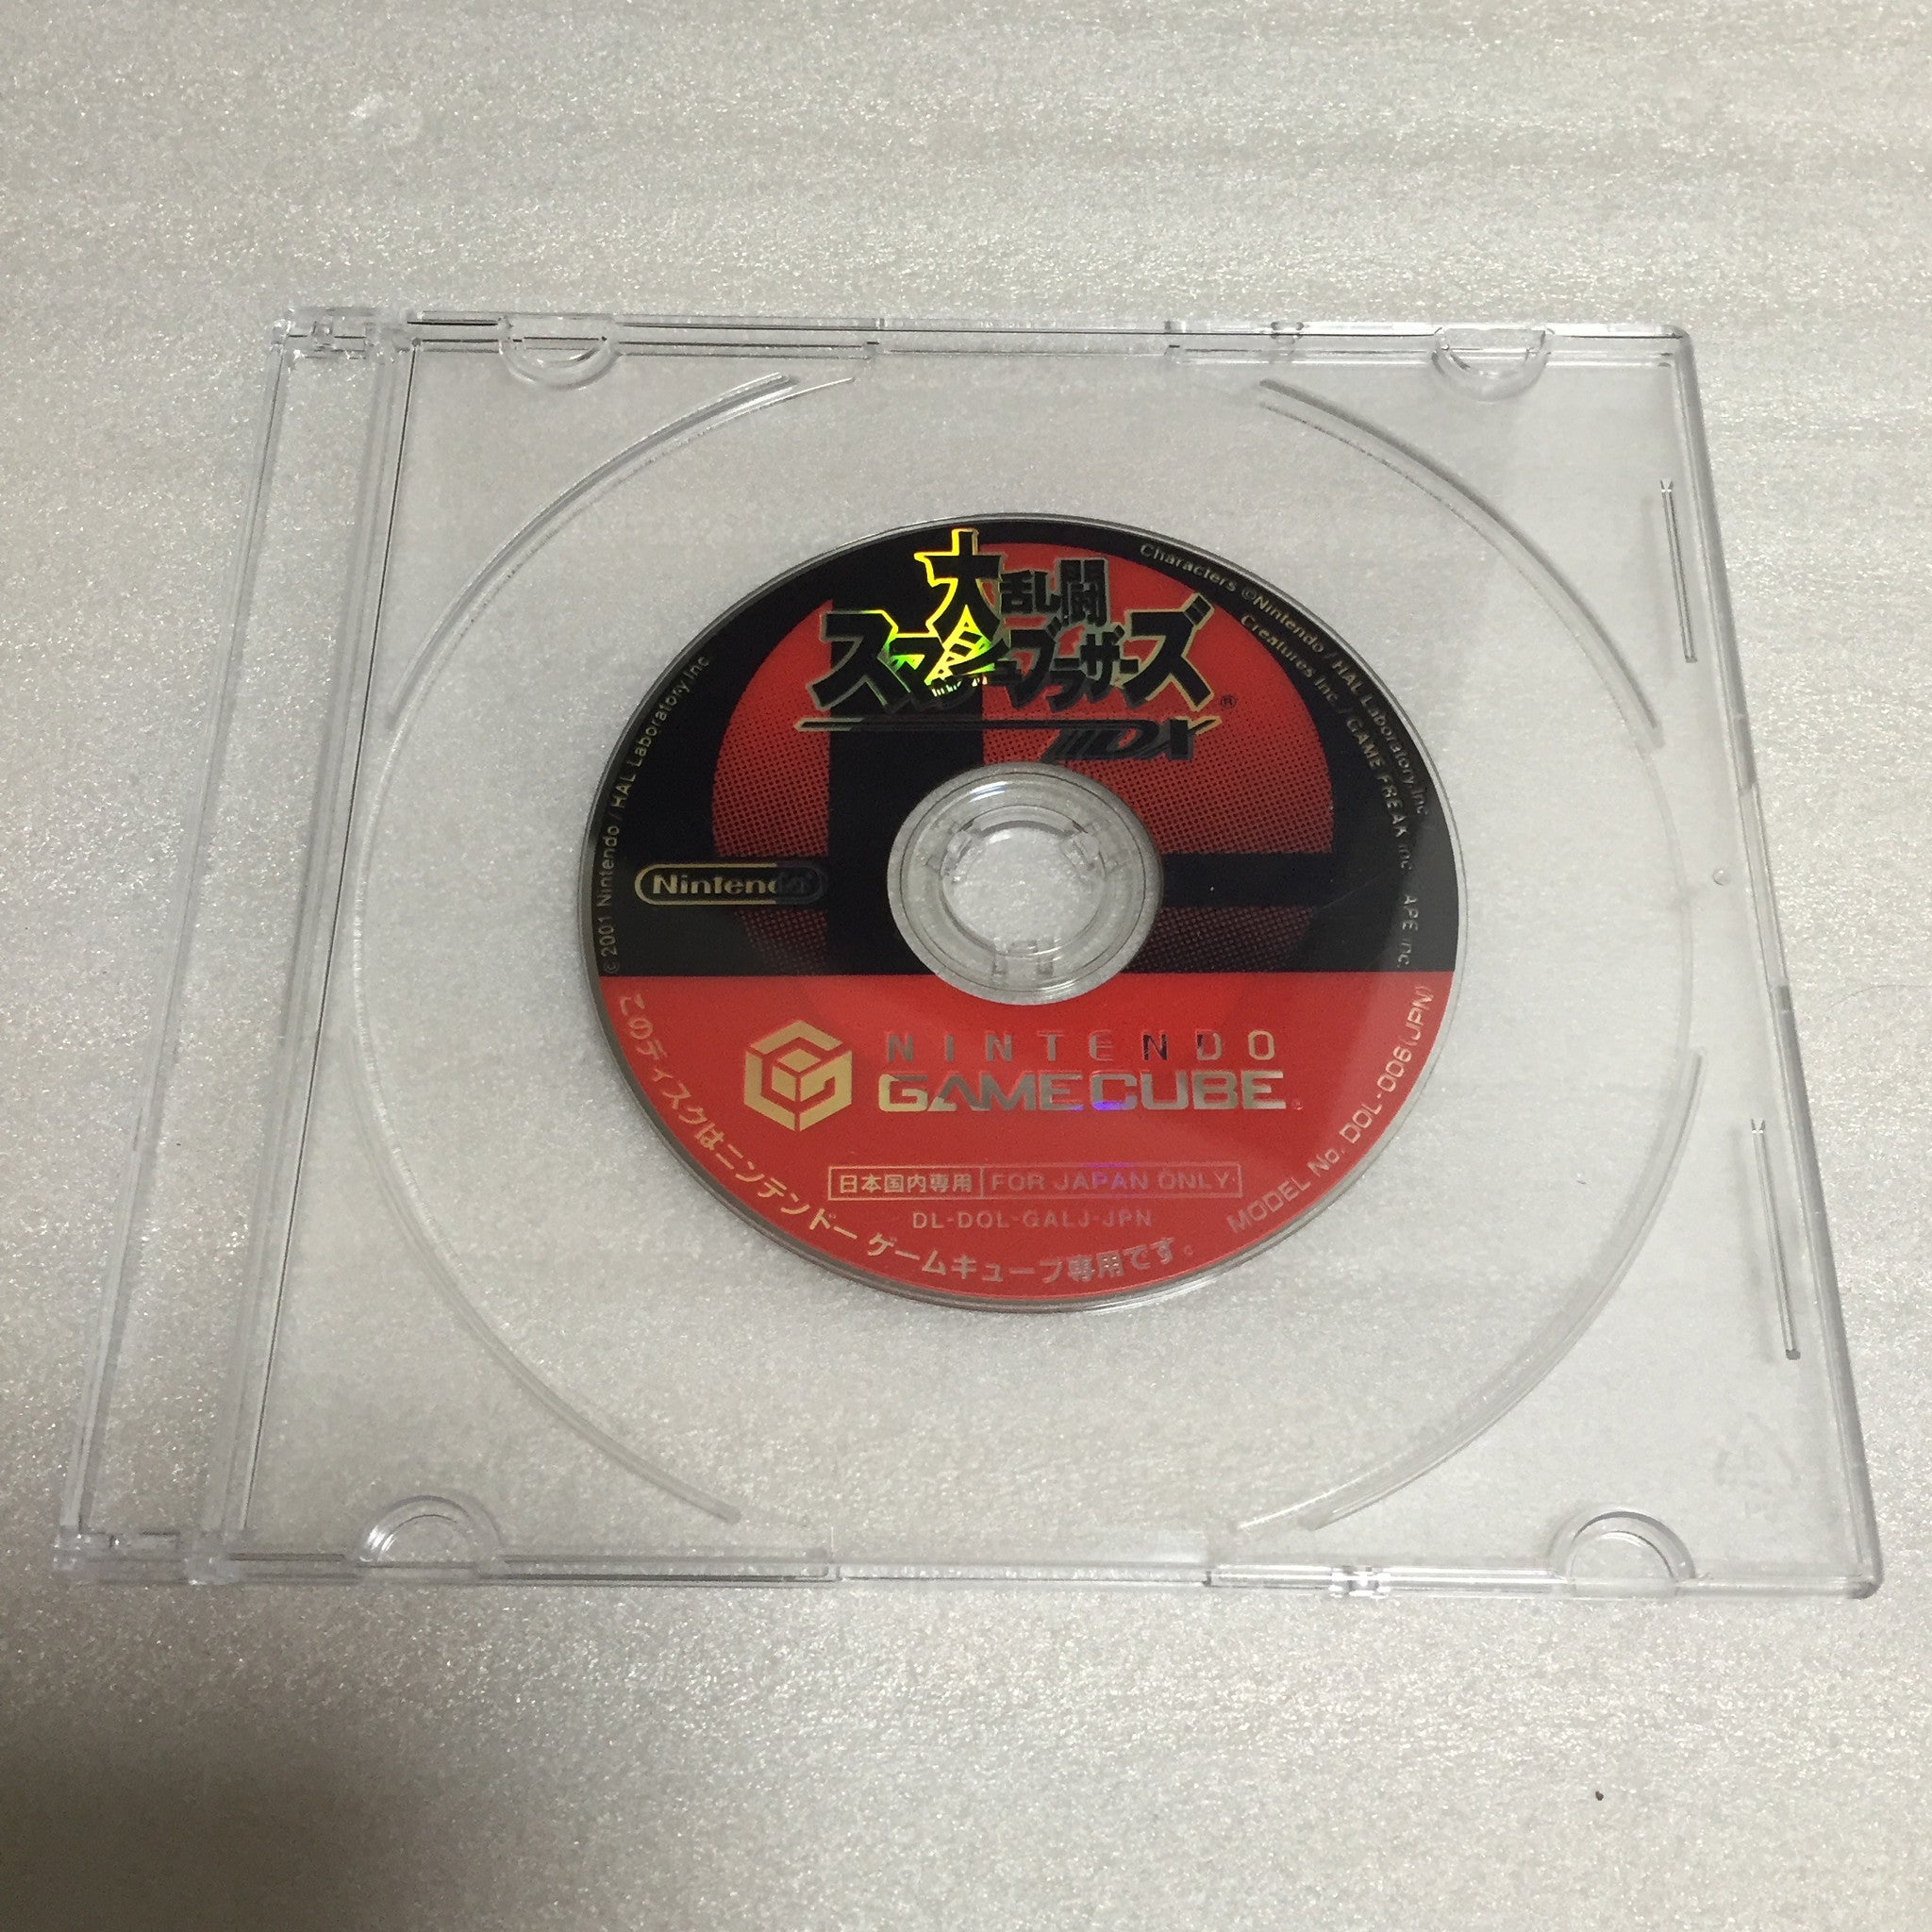 大乱闘
スマッシュブラザーズ®
DX
Characters ©Nintendo / HAL Laboratory,Inc.
Creatures Inc. / GAME FREAK inc.
APE inc.
©2001 Nintendo / HAL Laboratory,Inc.
Nintendo
NINTENDO
GAMECUBE
日本国内専用 FOR JAPAN ONLY
DL-DOL-GALJ-JPN
MODEL No. DOL-006(JPN)
このディスクはニンテンドー ゲームキューブ専用です。